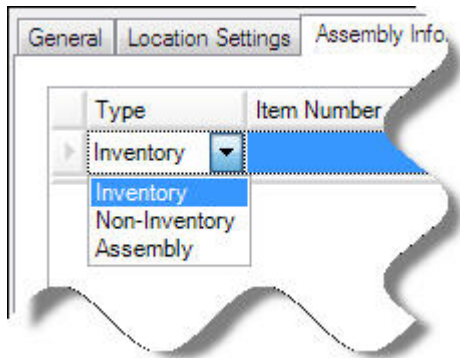 General Location Settings Assembly Info.
Type Item Number
Inventory
Inventory
Non-Inventory
Assembly